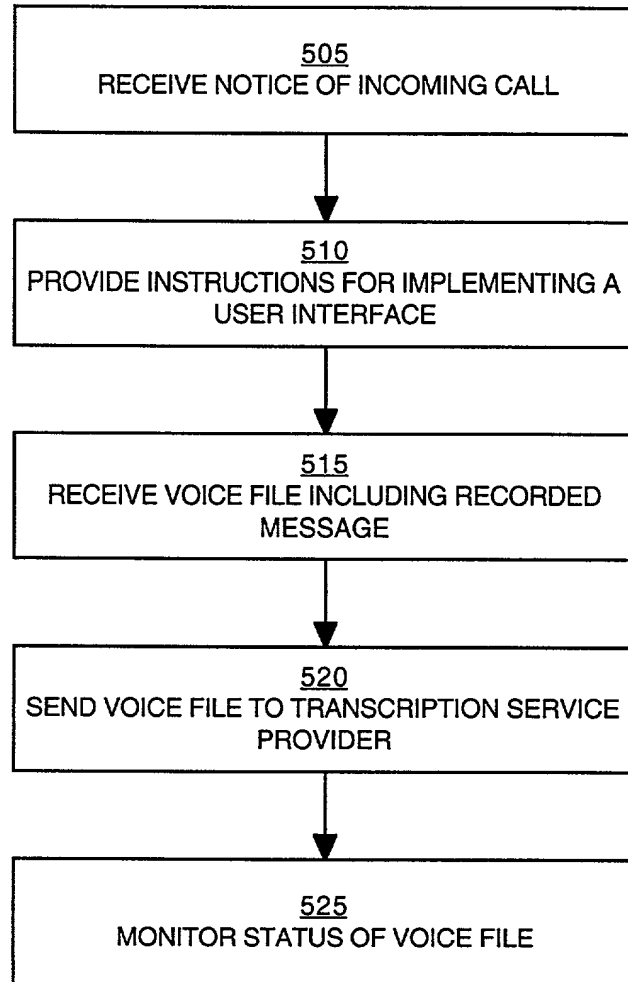 505
RECEIVE NOTICE OF INCOMING CALL
510
PROVIDE INSTRUCTIONS FOR IMPLEMENTING A
USER INTERFACE
515
RECEIVE VOICE FILE INCLUDING RECORDED
MESSAGE
520
SEND VOICE FILE TO TRANSCRIPTION SERVICE
PROVIDER
525
MONITOR STATUS OF VOICE FILE